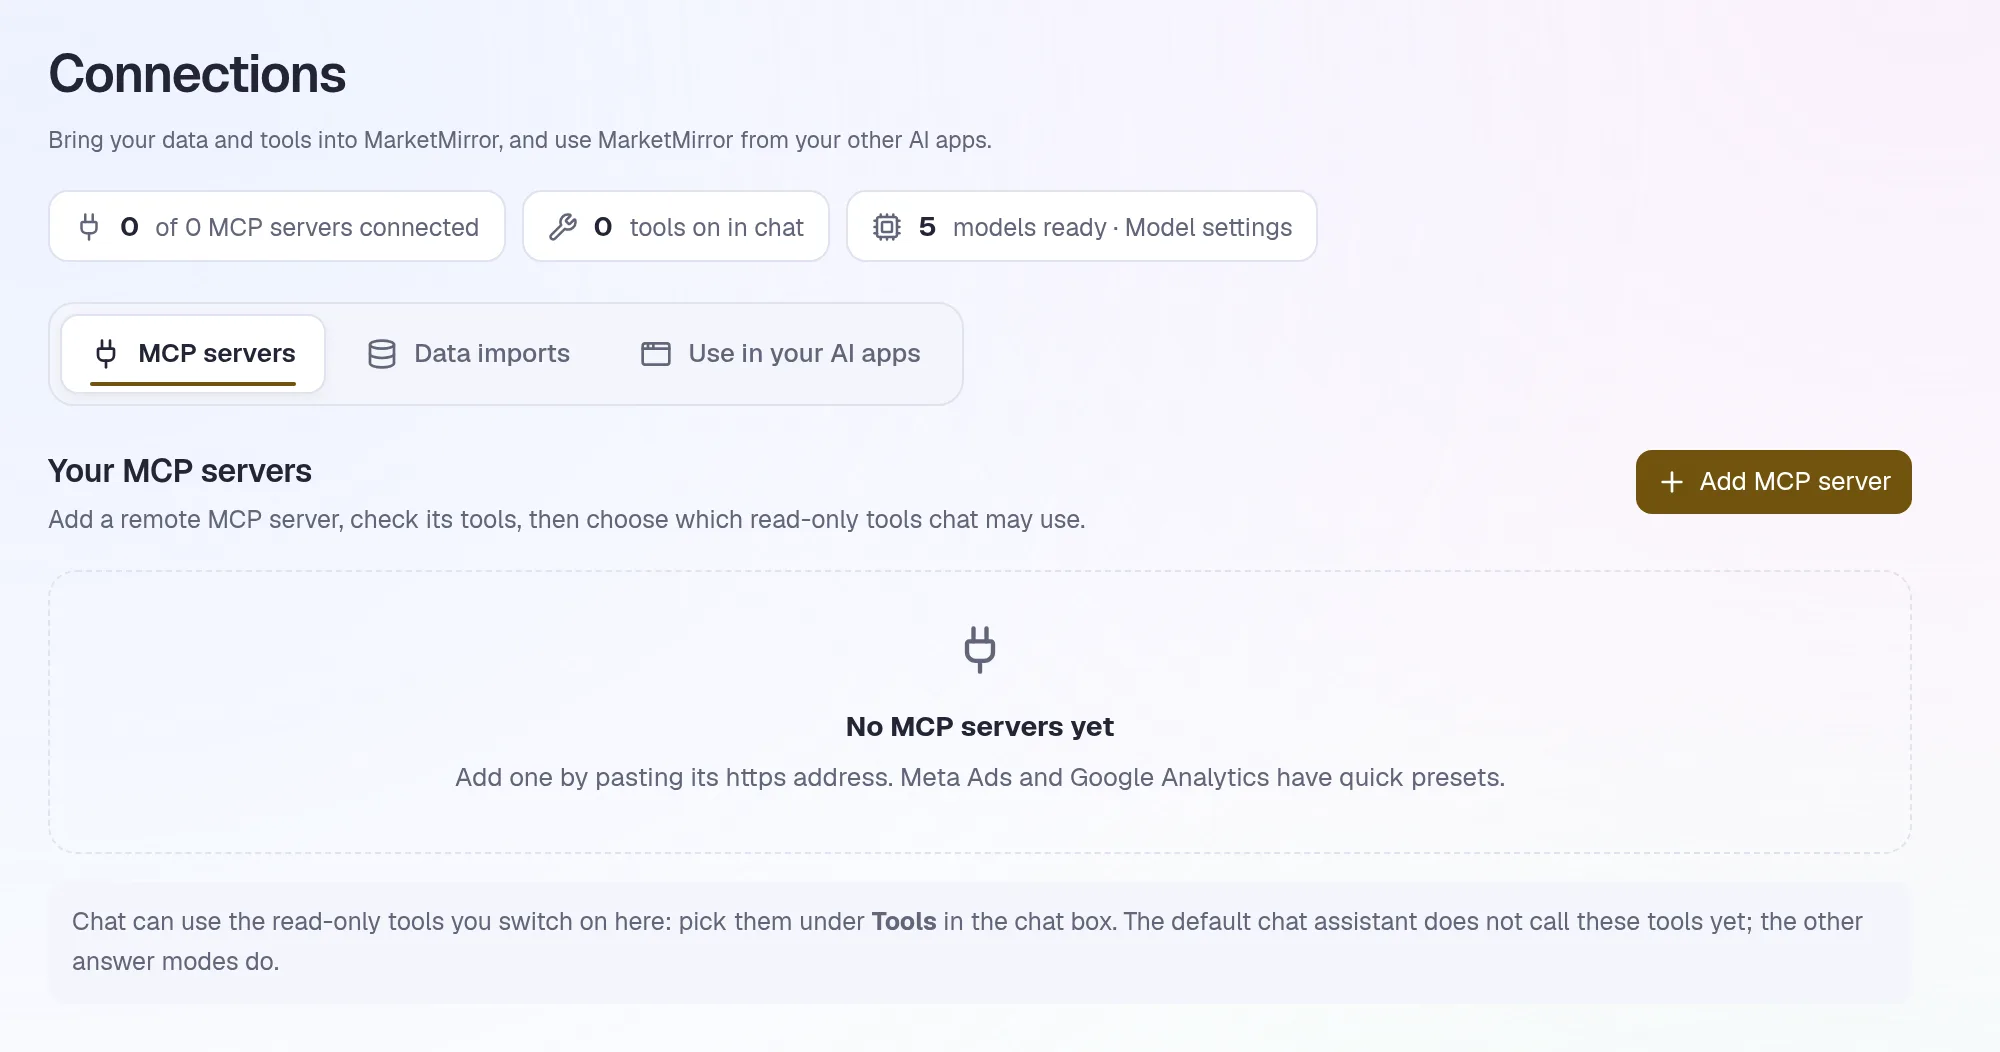 Connections
Bring your data and tools into MarketMirror, and use MarketMirror from your other AI apps.
0 of 0 MCP servers connected
0 tools on in chat
5 models ready · Model settings
MCP servers
Data imports
Use in your AI apps
Your MCP servers
Add a remote MCP server, check its tools, then choose which read-only tools chat may use.
+ Add MCP server
No MCP servers yet
Add one by pasting its https address. Meta Ads and Google Analytics have quick presets.
Chat can use the read-only tools you switch on here: pick them under Tools in the chat box. The default chat assistant does not call these tools yet; the other
answer modes do.